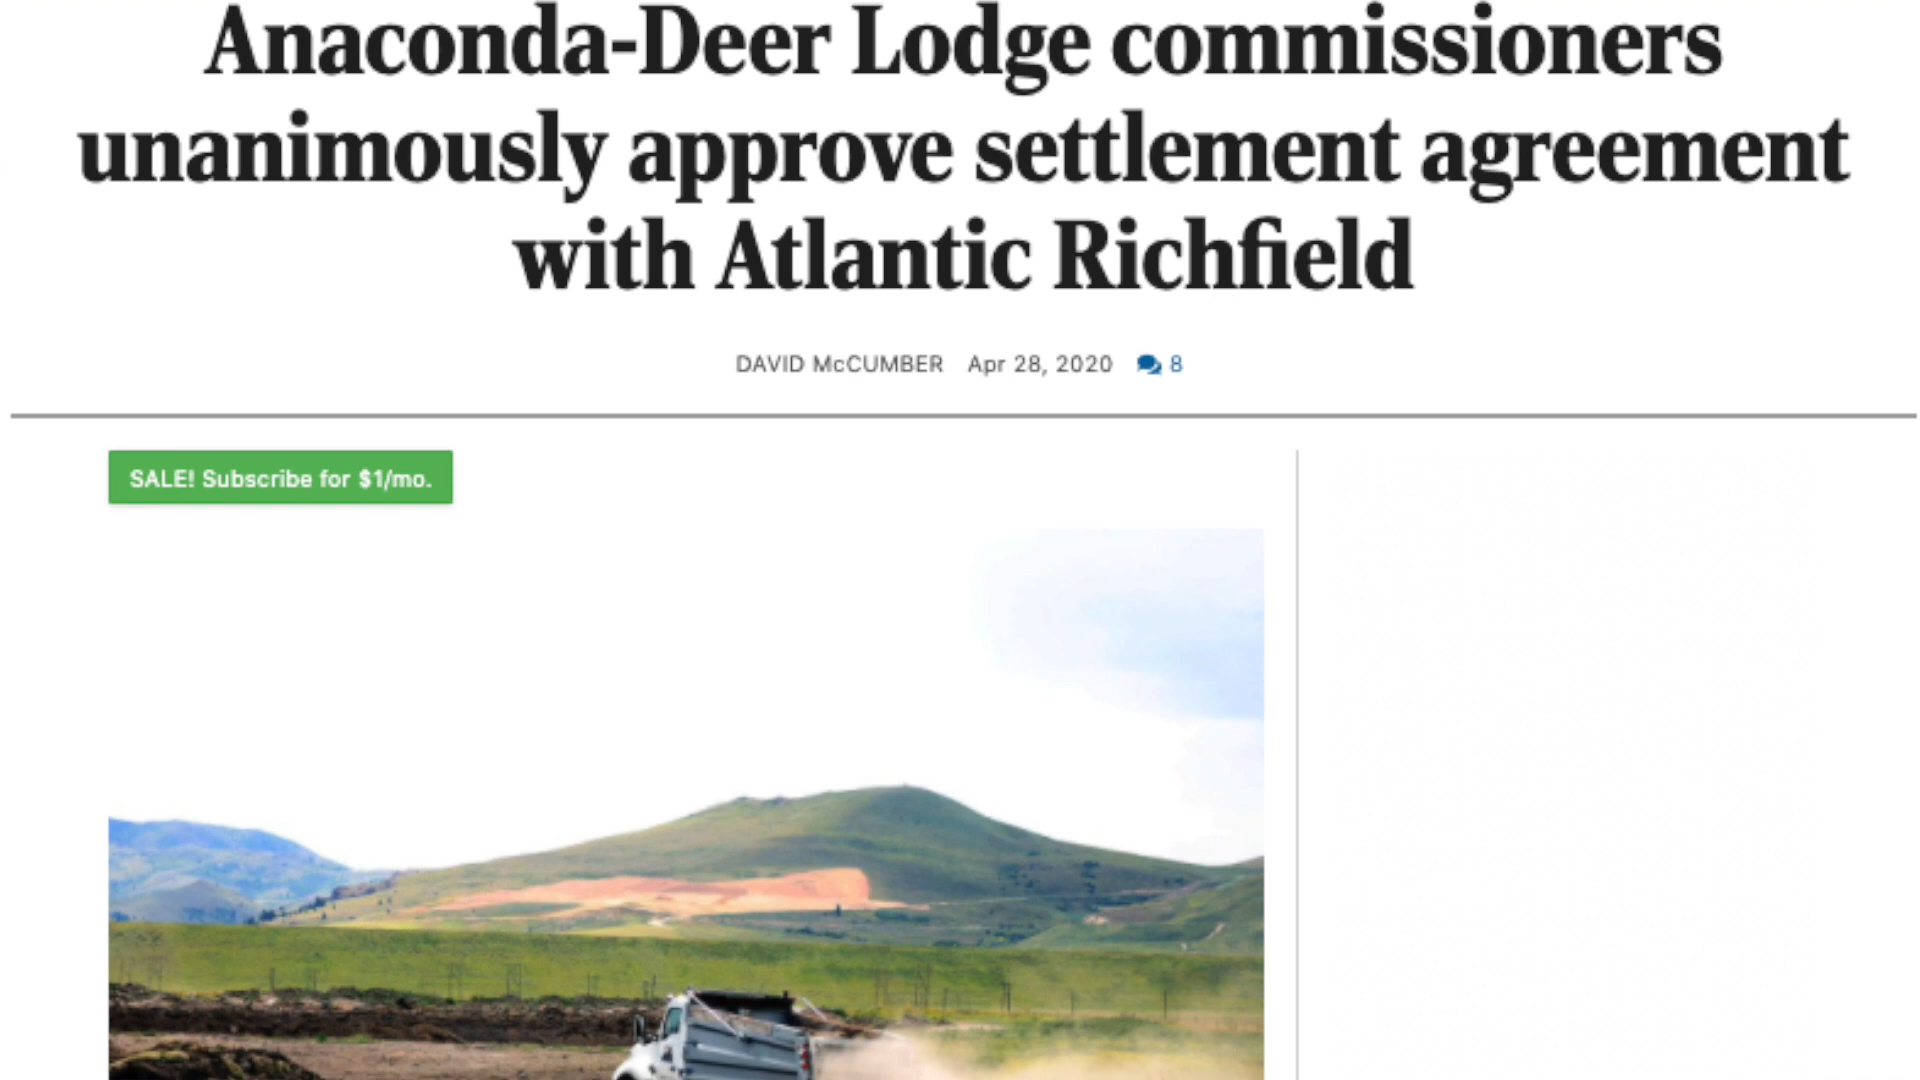 Anaconda-Deer Lodge commissioners
unanimously approve settlement agreement
with Atlantic Richfield
DAVID McCUMBER Apr 28, 2020 8
SALE! Subscribe for $1/mo.